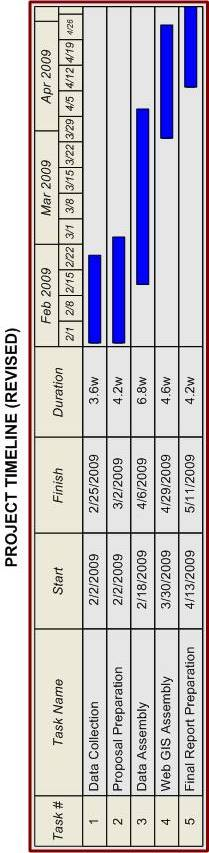 PROJECT TIMELINE (REVISED)
Task # Task Name Start Finish Duration Feb 2009 Mar 2009 Apr 2009
2/1 2/8 2/15 2/22 3/1 3/8 3/15 3/22 3/29 4/5 4/12 4/19 4/26
1 Data Collection 2/2/2009 2/25/2009 3.6w
2 Proposal Preparation 2/2/2009 3/2/2009 4.2w
3 Data Assembly 2/18/2009 4/6/2009 6.8w
4 Web GIS Assembly 3/30/2009 4/29/2009 4.6w
5 Final Report Preparation 4/13/2009 5/11/2009 4.2w